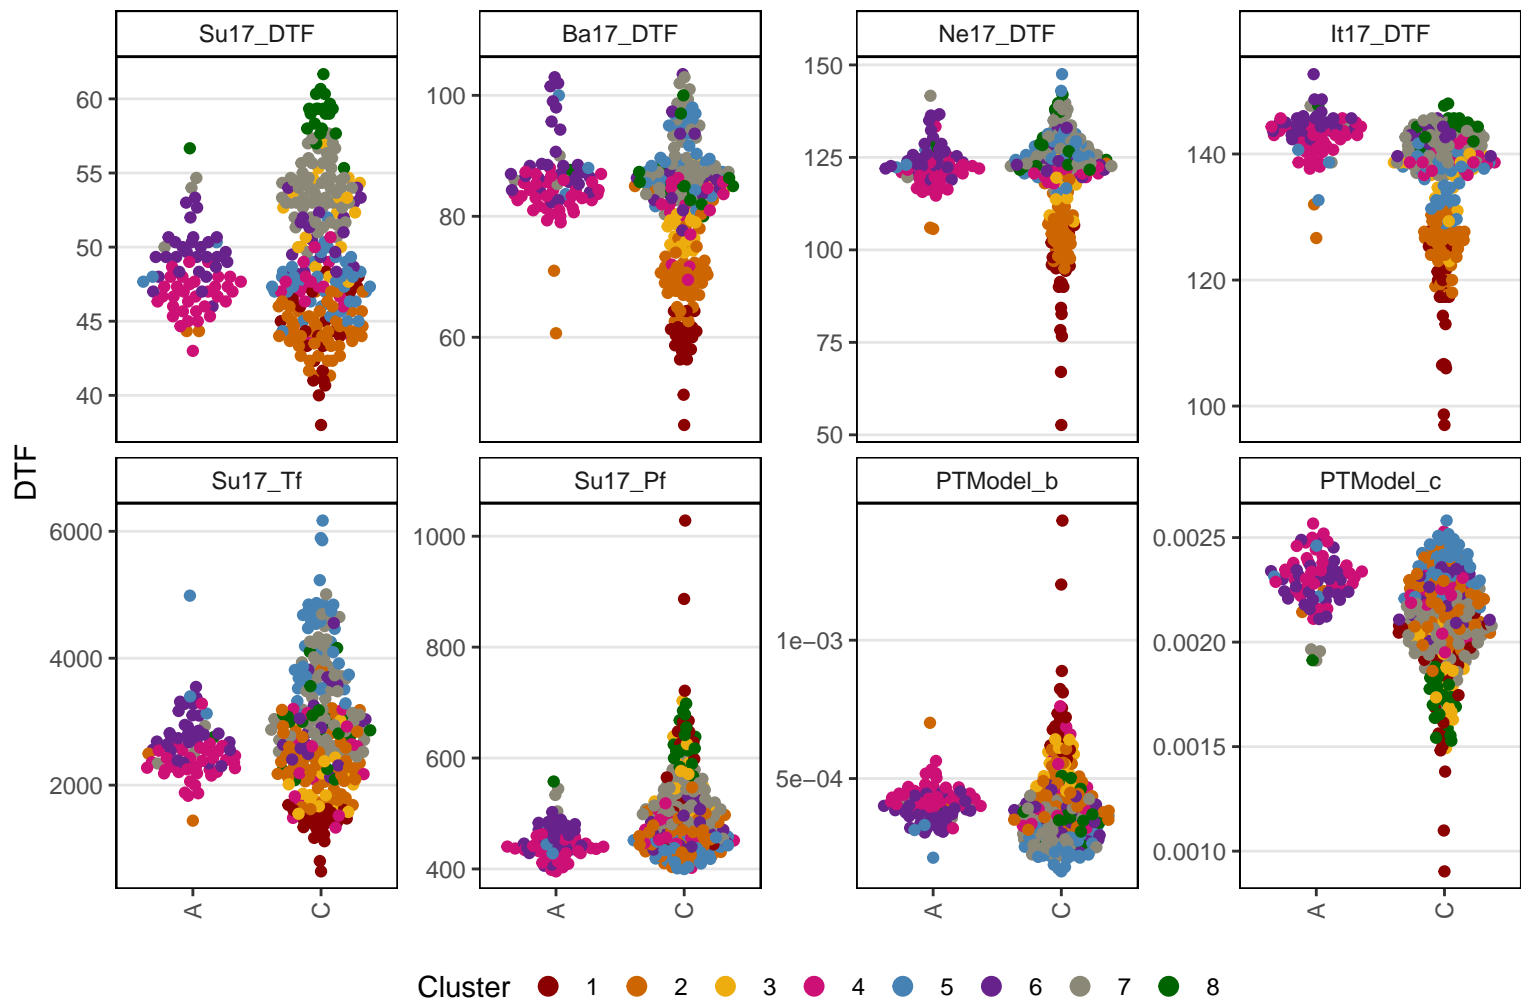 Su17_DTF Ba17_DTF Ne17_DTF It17_DTF
60 55 50 45 40
100 80 60
150 125 100 75 50
140 120 100
DTF
Su17_Tf Su17_Pf PTModel_b PTModel_c
6000 4000 2000
1000 800 600 400
1e−03 5e−04
0.0025 0.0020 0.0015 0.0010
A C A C A C A C
Cluster 1 2 3 4 5 6 7 8